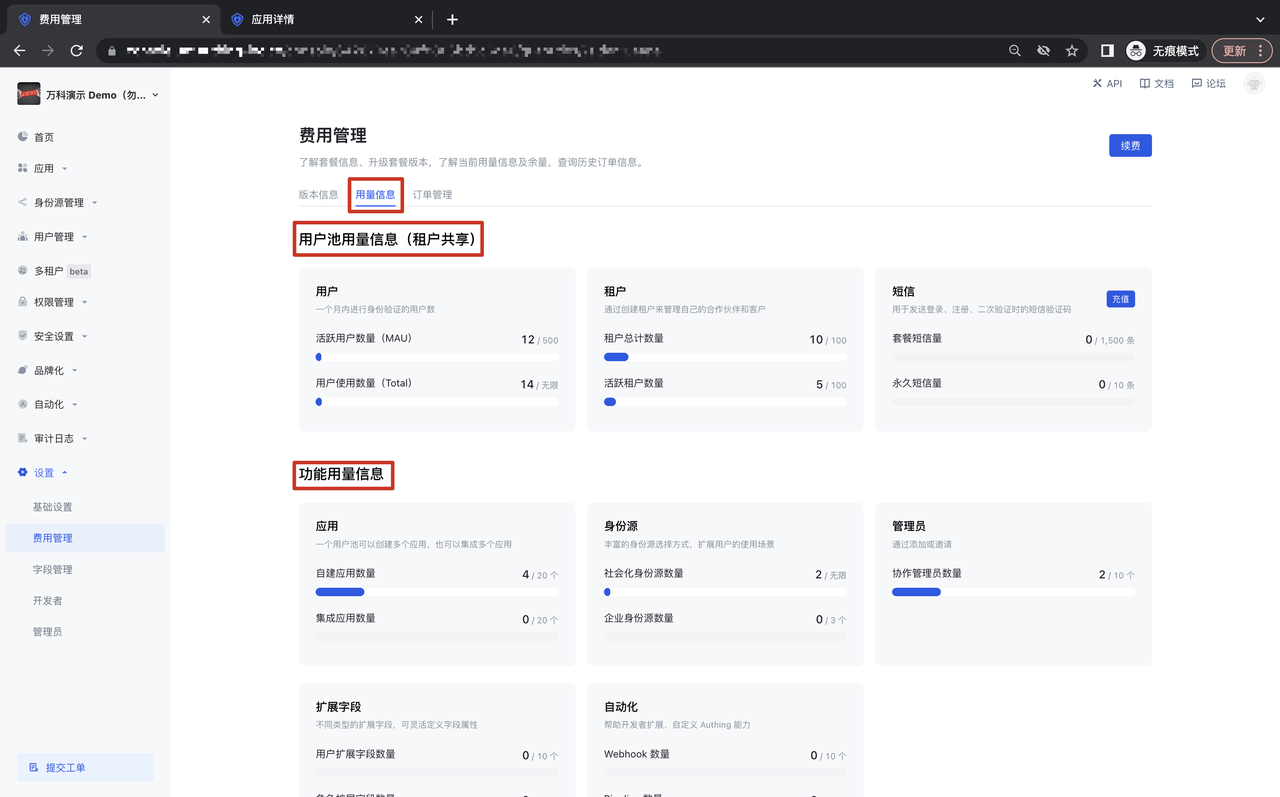 费用管理
应用详情
无痕模式
更新
万科演示 Demo（勿...
API
文档
论坛
首页
应用
身份源管理
用户管理
多租户 beta
权限管理
安全设置
品牌化
自动化
审计日志
设置
基础设置
费用管理
字段管理
开发者
管理员
提交工单
费用管理
了解套餐信息、升级套餐版本，了解当前用量信息及余量，查询历史订单信息。
续费
版本信息
用量信息
订单管理
用户池用量信息（租户共享）
用户
一个月内进行身份验证的用户数
活跃用户数量（MAU） 12 / 500
用户使用数量（Total） 14 / 无限
租户
通过创建租户来管理自己的合作伙伴和客户
租户总计数量 10 / 100
活跃租户数量 5 / 100
短信
充值
用于发送登录、注册、二次验证时的短信验证码
套餐短信量 0 / 1,500 条
永久短信量 0 / 10 条
功能用量信息
应用
一个用户池可以创建多个应用，也可以集成多个应用
自建应用数量 4 / 20 个
集成应用数量 0 / 20 个
身份源
丰富的身份源选择方式，扩展用户的使用场景
社会化身份源数量 2 / 无限
企业身份源数量 0 / 3 个
管理员
通过添加或邀请
协作管理员数量 2 / 10 个
扩展字段
不同类型的扩展字段，可灵活定义字段属性
用户扩展字段数量 0 / 10 个
自动化
帮助开发者扩展、自定义 Authing 能力
Webhook 数量 0 / 10 个